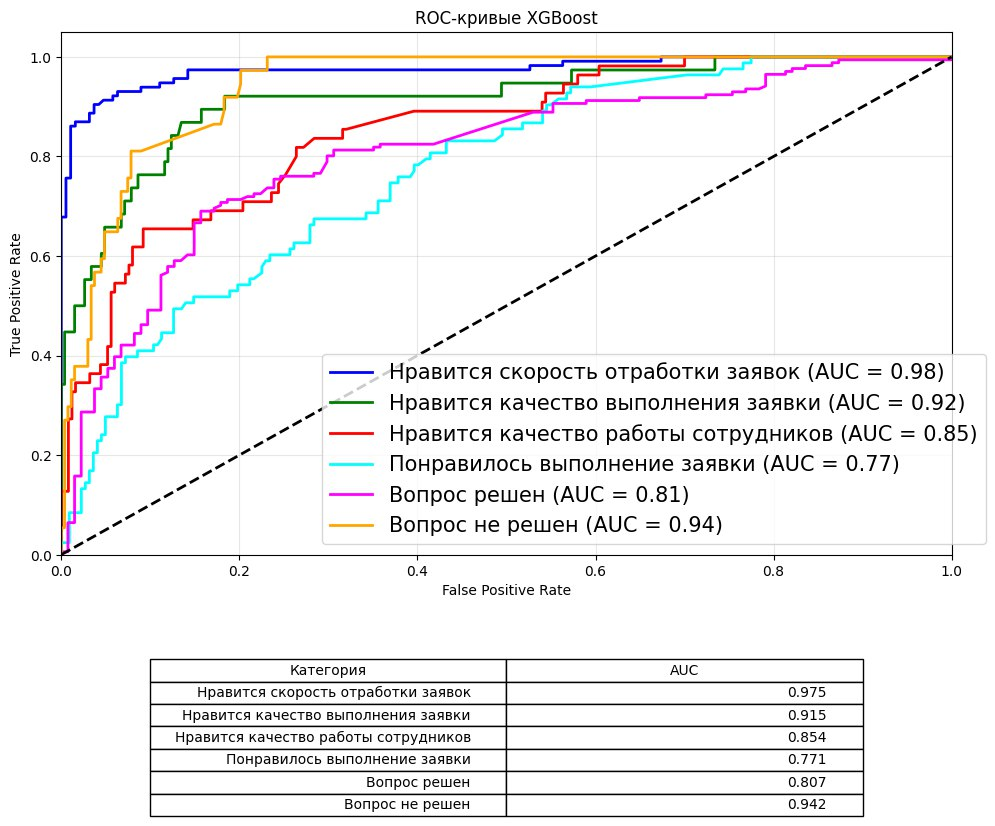 ROC-кривые XGBoost
True Positive Rate
1.0
0.8
0.6
0.4
0.2
0.0
Нравится скорость отработки заявок (AUC = 0.98)
Нравится качество выполнения заявки (AUC = 0.92)
Нравится качество работы сотрудников (AUC = 0.85)
Понравилось выполнение заявки (AUC = 0.77)
Вопрос решен (AUC = 0.81)
Вопрос не решен (AUC = 0.94)
0.0 0.2 0.4 0.6 0.8 1.0
False Positive Rate
Категория AUC
Нравится скорость отработки заявок 0.975
Нравится качество выполнения заявки 0.915
Нравится качество работы сотрудников 0.854
Понравилось выполнение заявки 0.771
Вопрос решен 0.807
Вопрос не решен 0.942